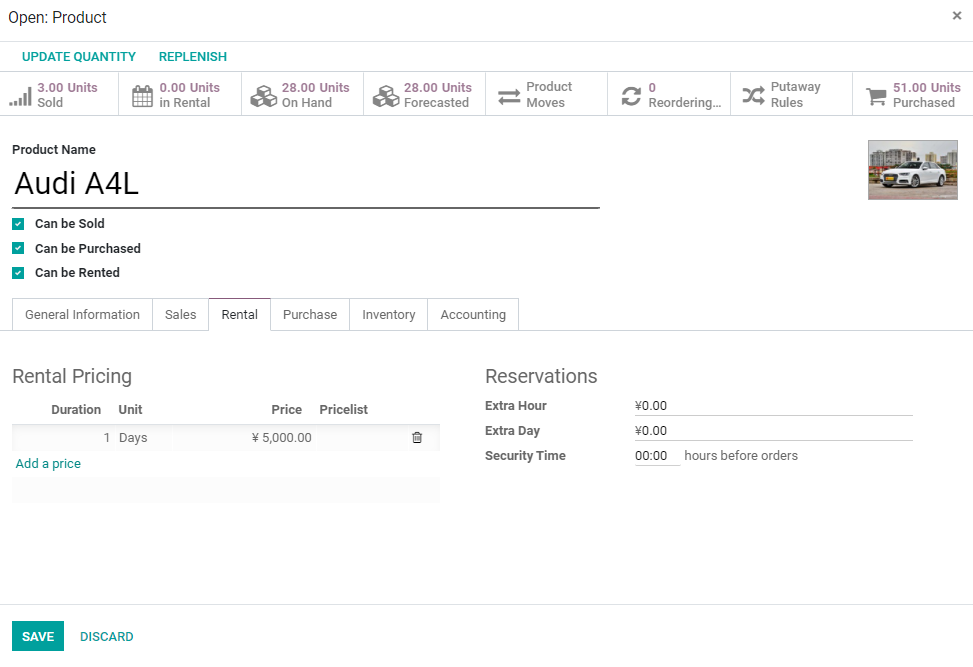 Open: Product ×
UPDATE QUANTITY REPLENISH
3.00 Units
Sold
0.00 Units
in Rental
28.00 Units
On Hand
28.00 Units
Forecasted
Product
Moves
0
Reordering...
Putaway
Rules
51.00 Units
Purchased
Product Name
Audi A4L
Can be Sold
Can be Purchased
Can be Rented
General Information Sales Rental Purchase Inventory Accounting
Rental Pricing
Duration Unit Price Pricelist
1 Days ¥ 5,000.00
Add a price
Reservations
Extra Hour ¥0.00
Extra Day ¥0.00
Security Time 00:00 hours before orders
SAVE DISCARD